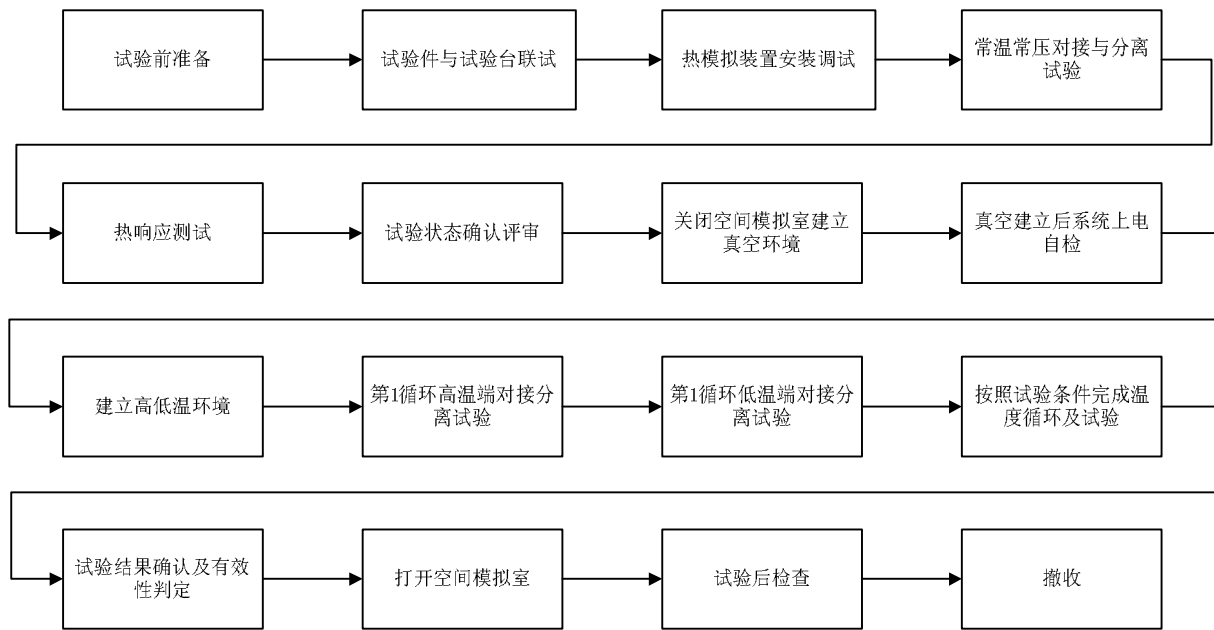 试验前准备
试验件与试验台联试
热模拟装置安装调试
常温常压对接与分离
试验
热响应测试
试验状态确认评审
关闭空间模拟室建立
真空环境
真空建立后系统上电
自检
建立高低温环境
第1循环高温端对接分
离试验
第1循环低温端对接分
离试验
按照试验条件完成温
度循环及试验
试验结果确认及有效
性判定
打开空间模拟室
试验后检查
撤收